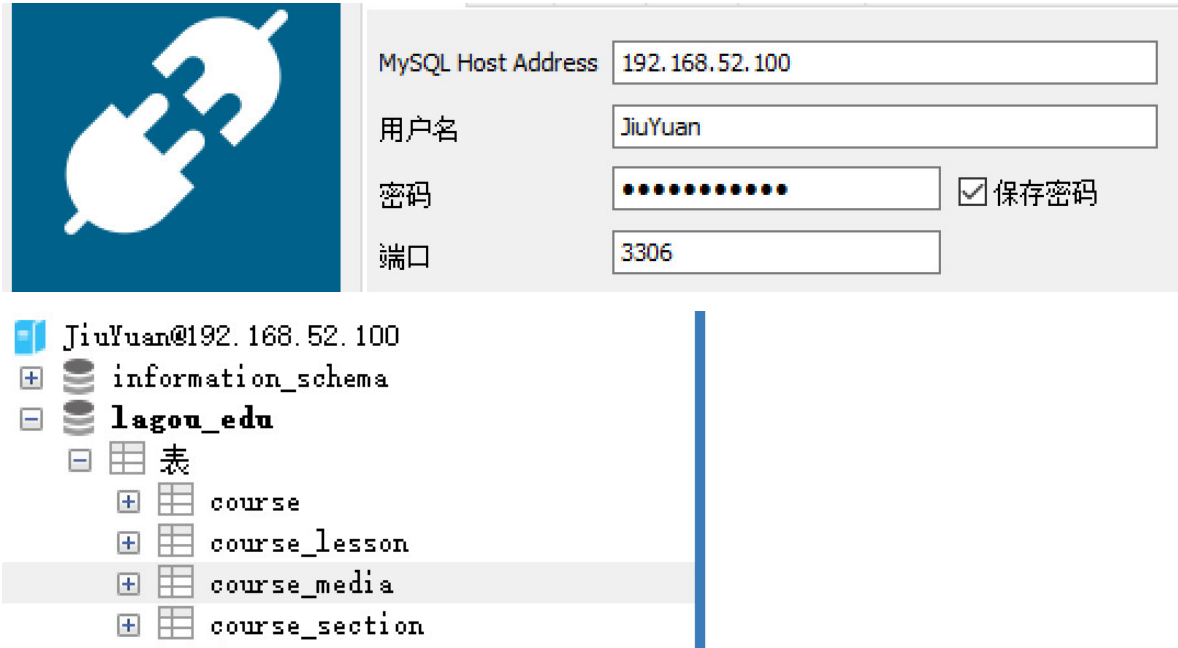 MySQL Host Address 192.168.52.100
用户名 JiuYuan
密码 ••••••••••• 保存密码
端口 3306
JiuYuan@192.168.52.100
information_schema
lagou_edu
表
course
course_lesson
course_media
course_section